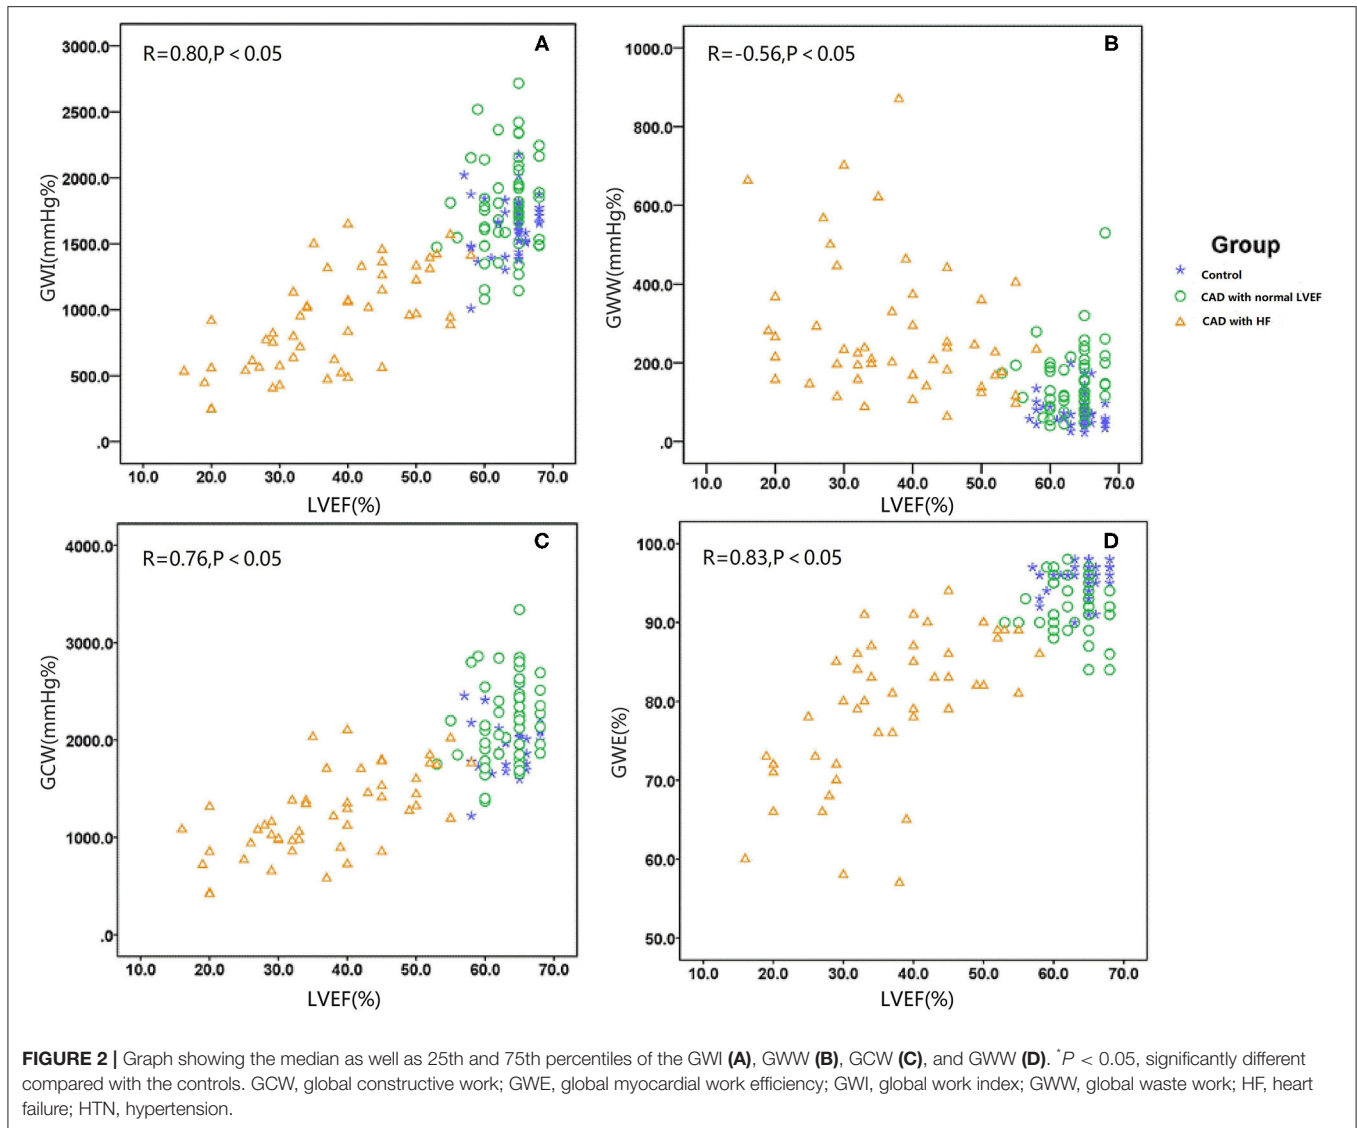 A
R=0.80,P < 0.05
3000.0
2500.0
2000.0
1500.0
1000.0
500.0
.0
GWI(mmHg%)
10.0 20.0 30.0 40.0 50.0 60.0 70.0
LVEF(%)
B
R=-0.56,P < 0.05
1000.0
800.0
600.0
400.0
200.0
.0
GWW(mmHg%)
10.0 20.0 30.0 40.0 50.0 60.0 70.0
LVEF(%)
Group
Control
CAD with normal LVEF
CAD with HF
C
R=0.76,P < 0.05
4000.0
3000.0
2000.0
1000.0
.0
GCW(mmHg%)
10.0 20.0 30.0 40.0 50.0 60.0 70.0
LVEF(%)
D
R=0.83,P < 0.05
100.0
90.0
80.0
70.0
60.0
50.0
GWE(%)
10.0 20.0 30.0 40.0 50.0 60.0 70.0
LVEF(%)
FIGURE 2 | Graph showing the median as well as 25th and 75th percentiles of the GWI (A), GWW (B), GCW (C), and GWW (D). *P < 0.05, significantly different
compared with the controls. GCW, global constructive work; GWE, global myocardial work efficiency; GWI, global work index; GWW, global waste work; HF, heart
failure; HTN, hypertension.